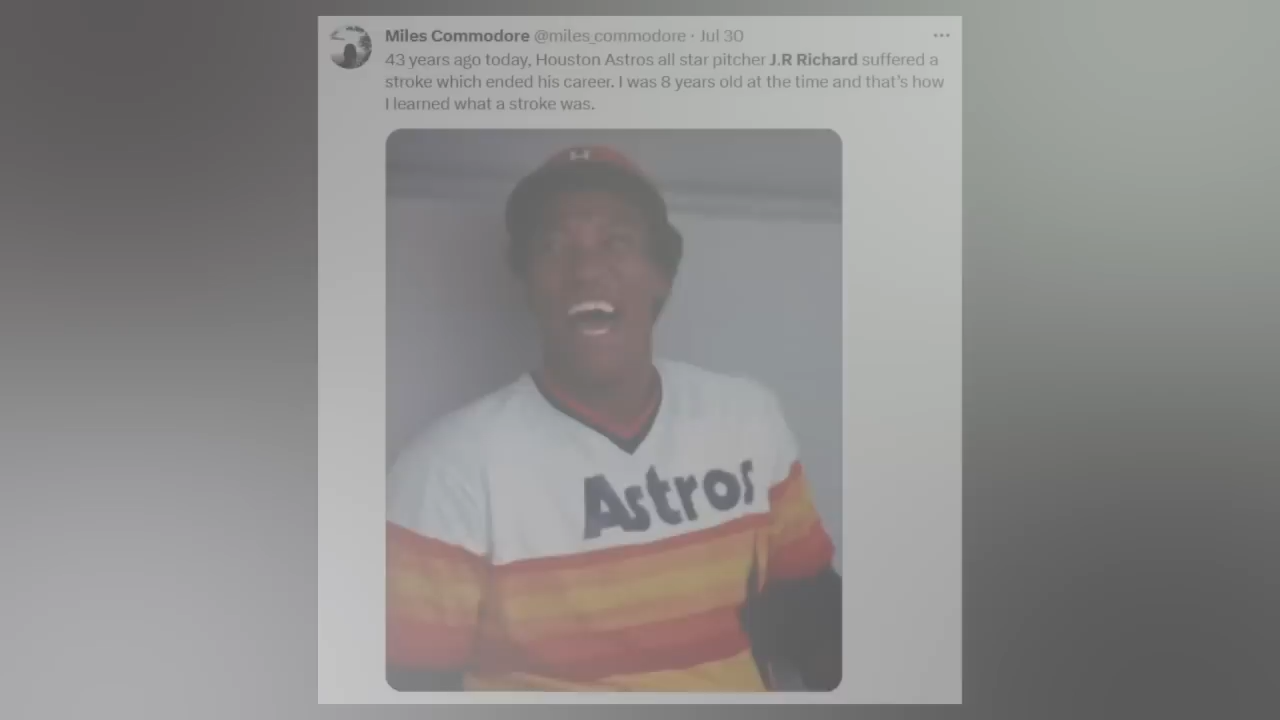 Miles Commodore @miles_commodore · Jul 30
43 years ago today, Houston Astros all star pitcher J.R Richard suffered a
stroke which ended his career. I was 8 years old at the time and that's how
I learned what a stroke was.
H
Astros